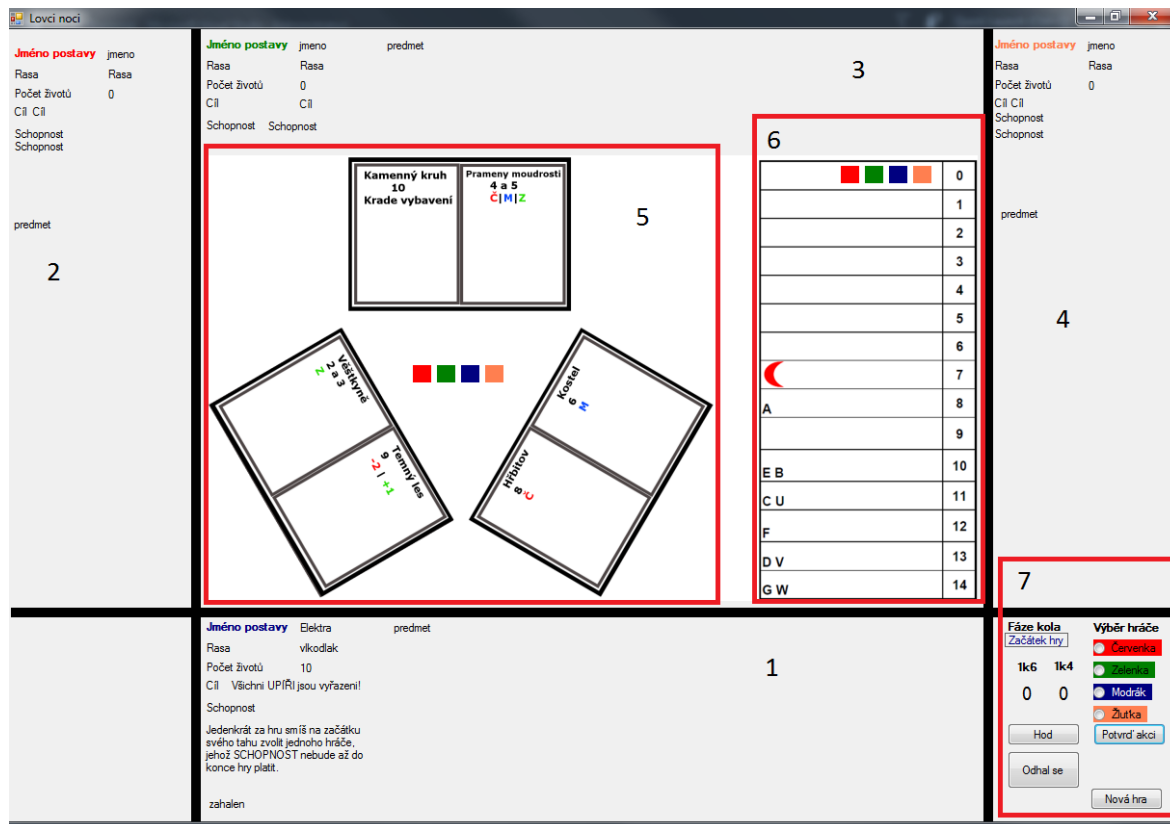 Lovci noci
Jméno postavy jmeno
Rasa Rasa
Počet životů 0
Cíl Cíl
Schopnost
Schopnost
predmet
2
Jméno postavy jmeno predmet
Rasa Rasa
Počet životů 0
Cíl Cíl
Schopnost Schopnost
3
Jméno postavy jmeno
Rasa Rasa
Počet životů 0
Cíl Cíl
Schopnost
Schopnost
predmet
4
5
Kamenný kruh
10
Krade vybavení
Prameny moudrosti
4 a 5
Č|M|Z
Věštkyně
2 a 3
Z
Temný les
9
-2 | +1
Kostel
6
M
Hřbitov
8 Č
6
0
1
2
3
4
5
6
7
A 8
9
E B 10
C U 11
F 12
D V 13
G W 14
Jméno postavy Elektra predmet
Rasa vlkodlak
Počet životů 10
Cíl Všichni UPÍŘI jsou vyřazeni!
Schopnost
Jedenkrát za hru smíš na začátku
svého tahu zvolit jednoho hráče,
jehož SCHOPNOST nebude až do
konce hry platit.
zahalen
1
7
Fáze kola Výběr hráče
Začátek hry Červenka
1k6 1k4 Zelenka
0 0 Modrák
Žlutka
Hod Potvrď akci
Odhal se
Nová hra